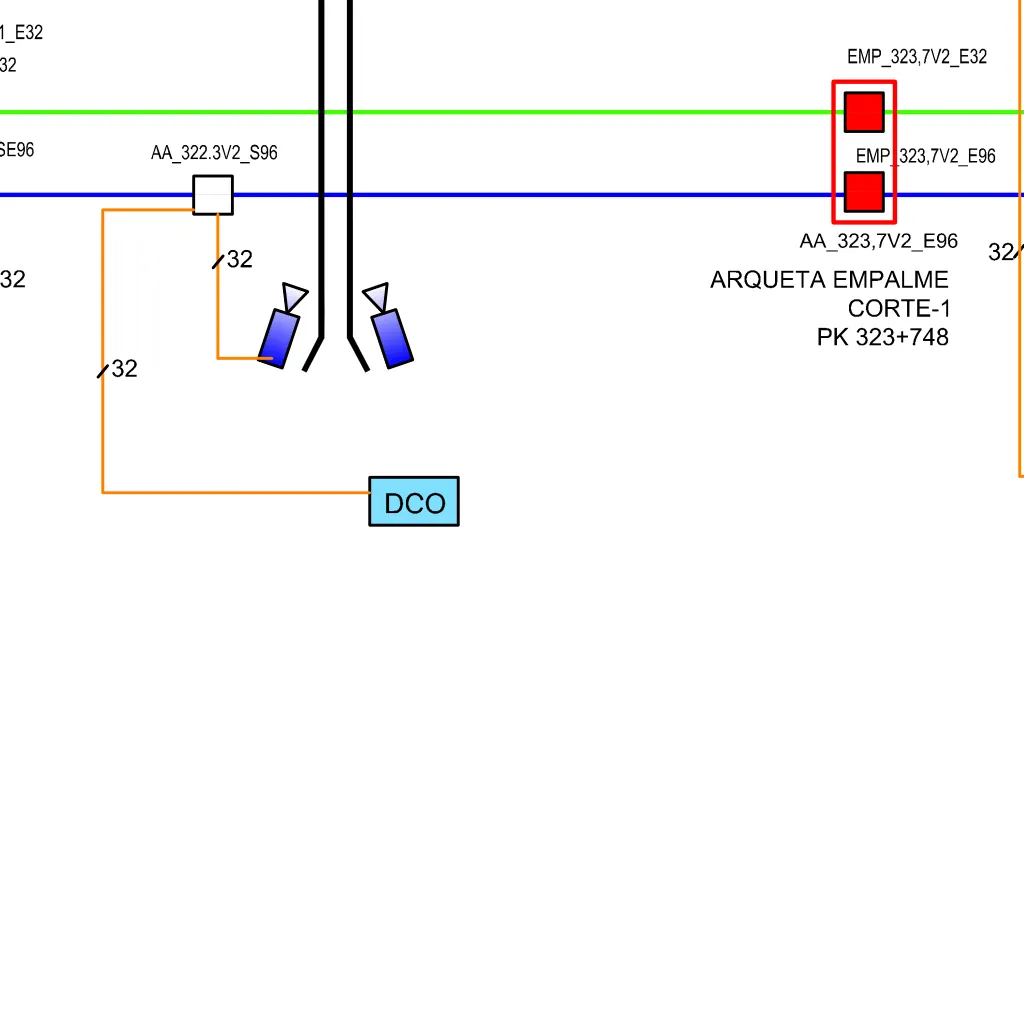 1_E32
EMP_323,7V2_E32
32
SE96
AA_322.3V2_S96
EMP_323,7V2_E96
AA_323,7V2_E96
32
32
32
ARQUETA EMPALME
CORTE-1
PK 323+748
32
DCO